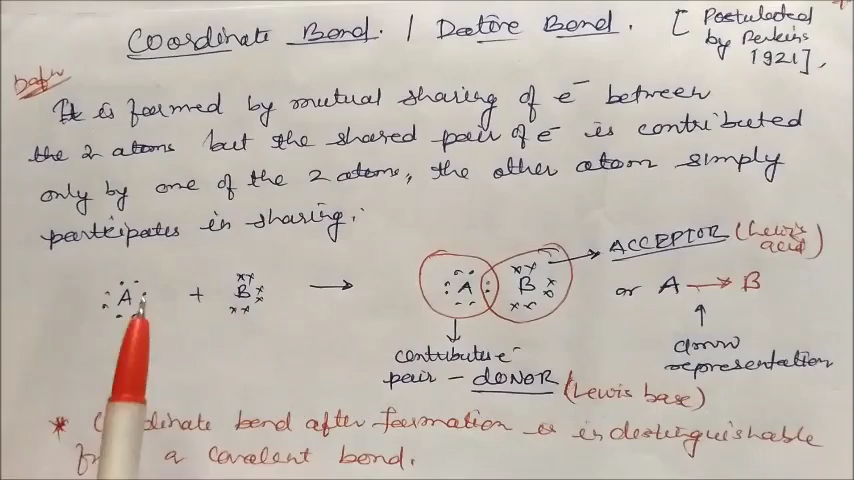 Coordinate Bond. / Dative Bond. [Postulated by Perkins 1921],
Defn
It is formed by mutual sharing of e⁻ between
the 2 atoms but the shared pair of e⁻ is contributed
only by one of the 2 atoms, the other atom simply
participates in sharing.
A + B → A B → ACCEPTOR (Lewis acid)
or A → B
contributes e⁻
pair - DONOR (Lewis base)
arrow
representation
* dinate bond after formation is indistinguishable
a covalent bond.